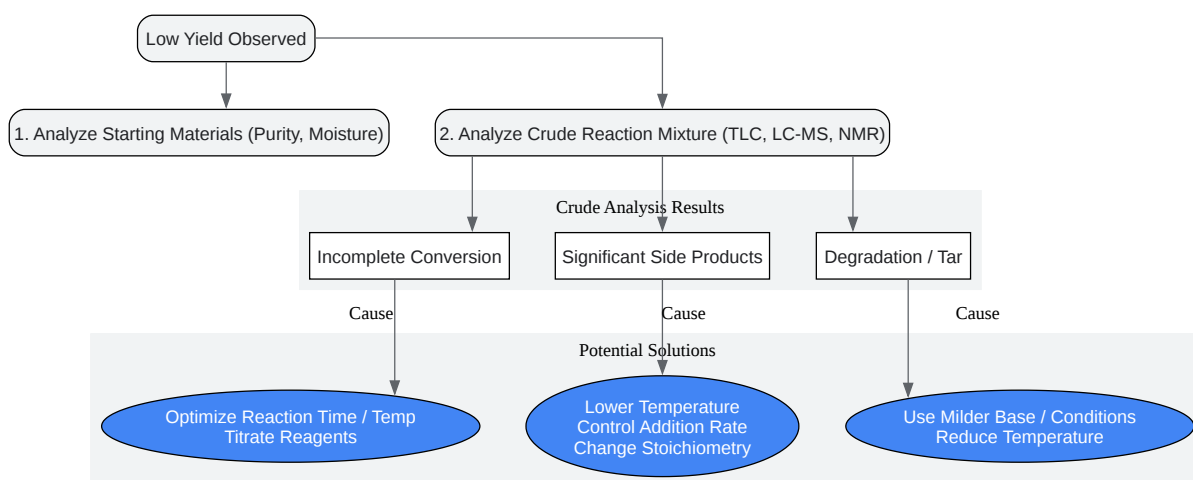 Low Yield Observed
1. Analyze Starting Materials (Purity, Moisture)
2. Analyze Crude Reaction Mixture (TLC, LC-MS, NMR)
Crude Analysis Results
Incomplete Conversion
Significant Side Products
Degradation / Tar
Cause
Cause
Cause
Potential Solutions
Optimize Reaction Time / Temp
Titrate Reagents
Lower Temperature
Control Addition Rate
Change Stoichiometry
Use Milder Base / Conditions
Reduce Temperature